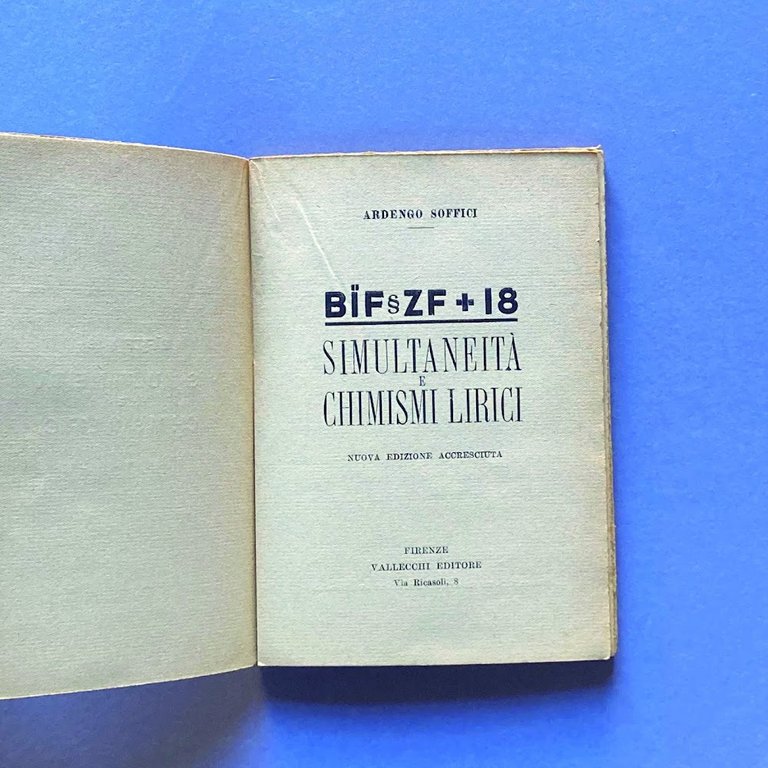 ARDENGO SOFFICI
BÏF§ZF+18
SIMULTANEITÀ
E
CHIMISMI LIRICI
NUOVA EDIZIONE ACCRESCIUTA
FIRENZE
VALLECCHI EDITORE
Via Ricasoli, 8